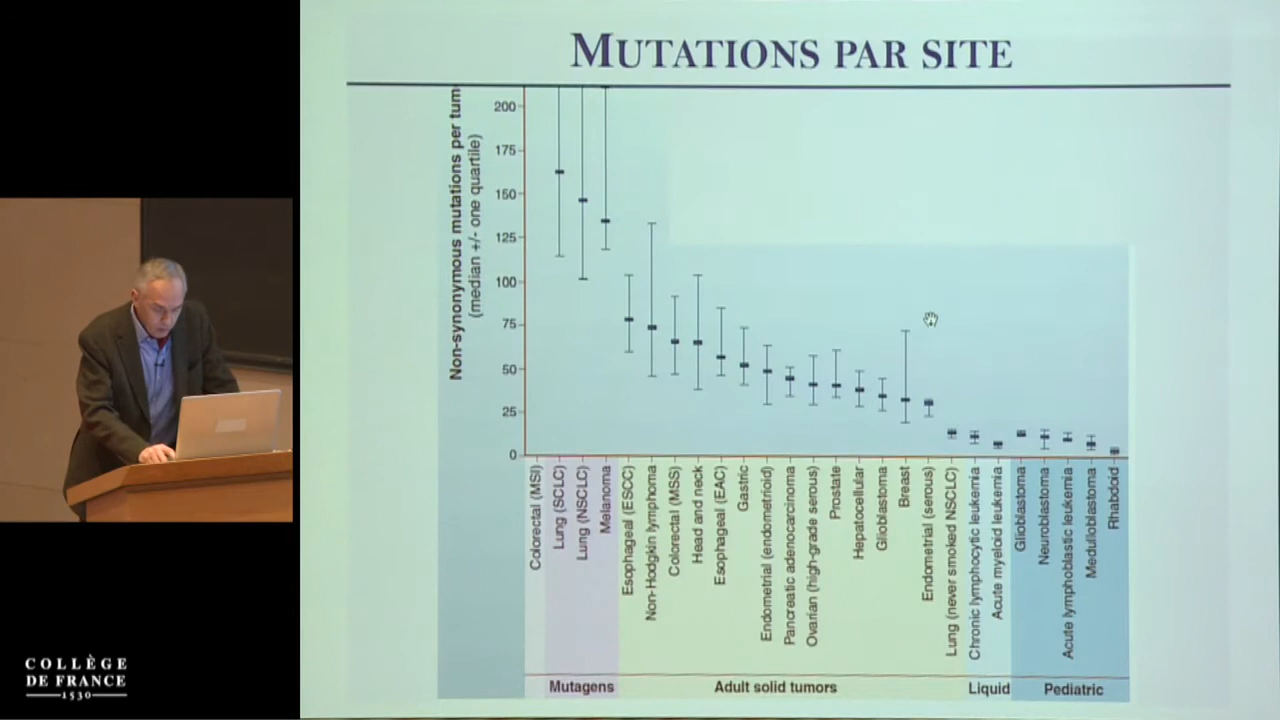 MUTATIONS PAR SITE
Non-synonymous mutations per tum
(median +/- one quartile)
200
175
150
125
100
75
50
25
0
Colorectal (MSI)
Lung (SCLC)
Lung (NSCLC)
Melanoma
Esophageal (ESCC)
Non-Hodgkin lymphoma
Colorectal (MSS)
Head and neck
Esophageal (EAC)
Gastric
Endometrial (endometrioid)
Pancreatic adenocarcinoma
Ovarian (high-grade serous)
Prostate
Hepatocellular
Glioblastoma
Breast
Endometrial (serous)
Lung (never smoked NSCLC)
Chronic lymphocytic leukemia
Acute myeloid leukemia
Glioblastoma
Neuroblastoma
Acute lymphoblastic leukemia
Medulloblastoma
Rhabdoid
Mutagens
Adult solid tumors
Liquid
Pediatric
COLLÈGE
DE FRANCE
1530